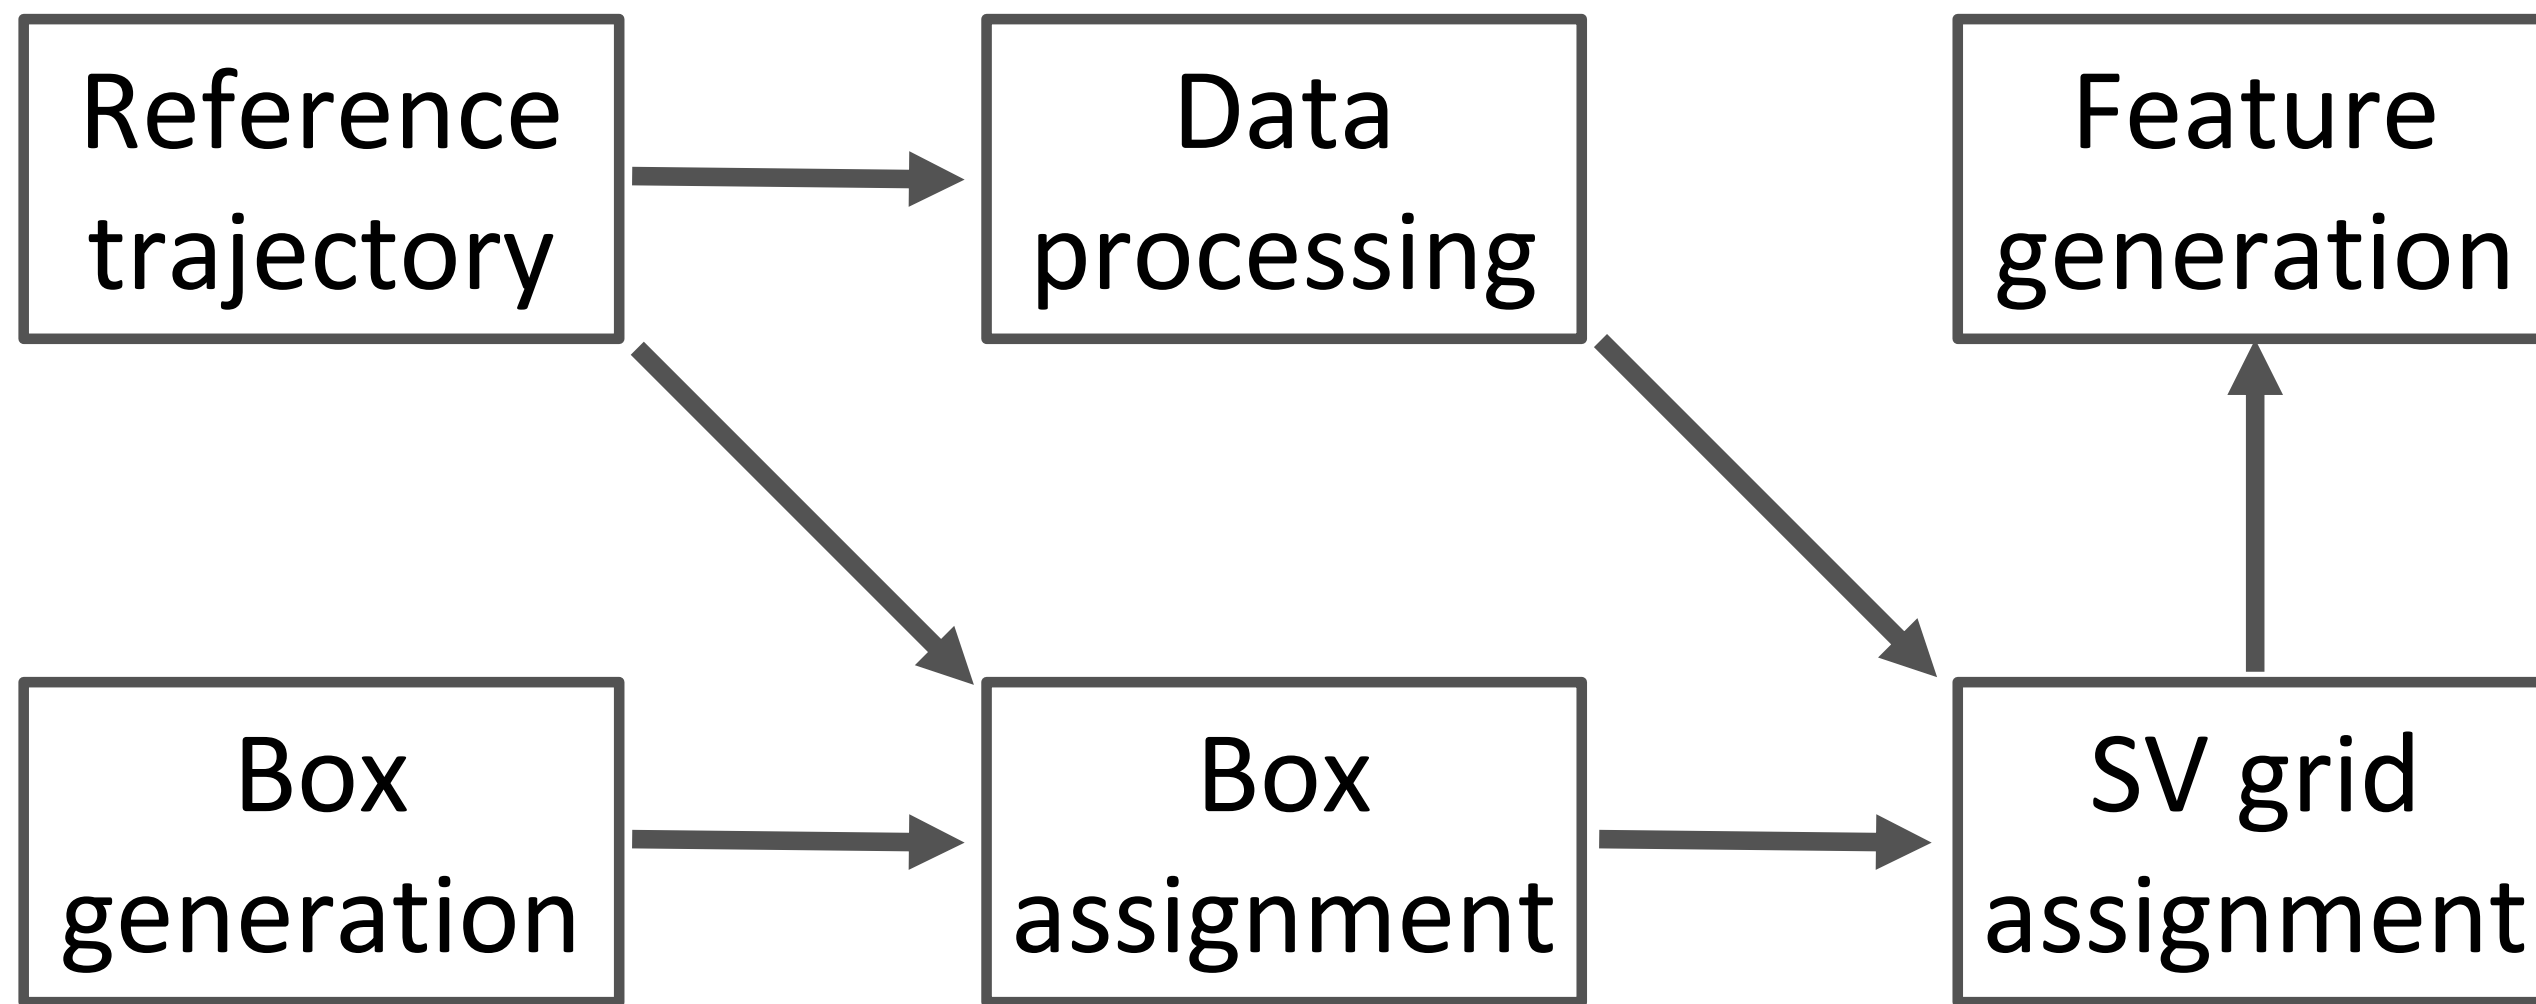 Reference
trajectory
Data
processing
Feature
generation
Box
generation
Box
assignment
SV grid
assignment